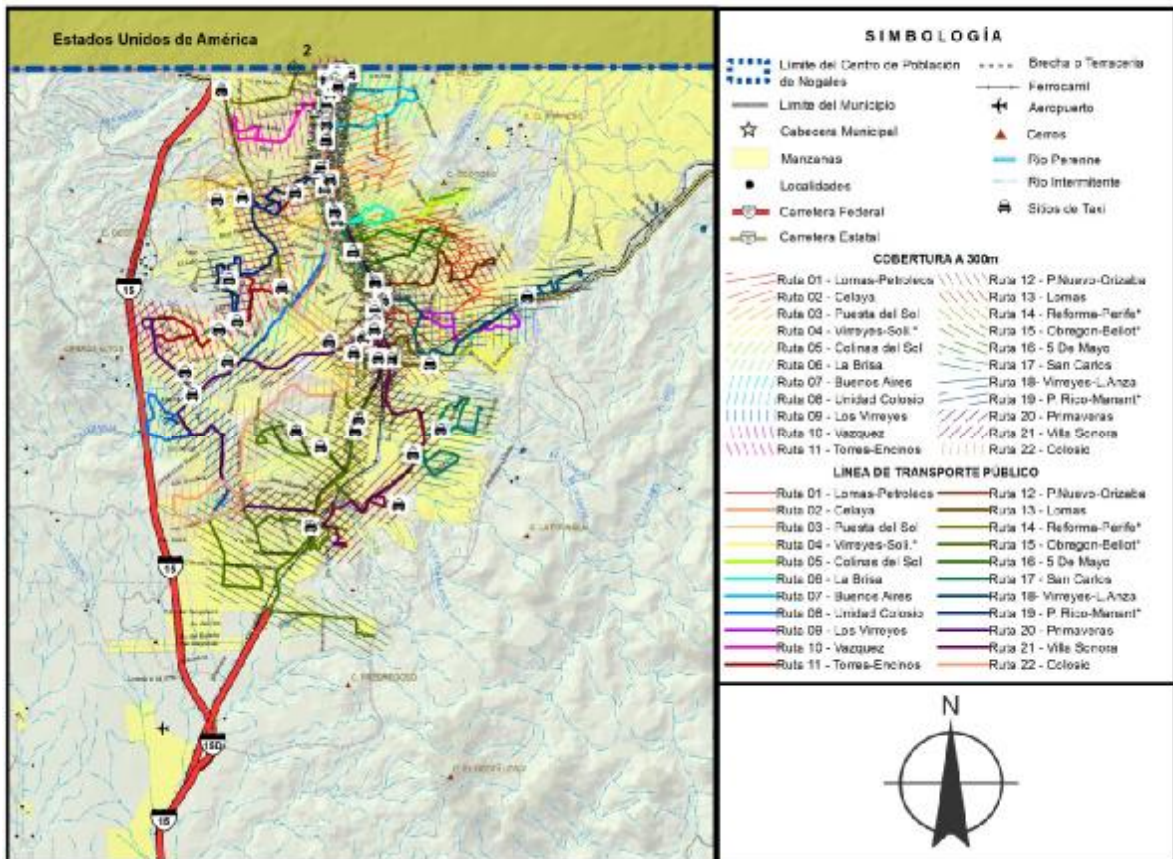 Estados Unidos de América
2
15
15
15D
15
SIMBOLOGÍA
Límite del Centro de Población
de Nogales
Límite del Municipio
Cabecera Municipal
Manzanas
Localidades
Carretera Federal
Carretera Estatal
Brecha o Terraceria
Ferrocarril
Aeropuerto
Cerros
Rio Perenne
Rio Intermitente
Sitios de Taxi
COBERTURA A 300m
Ruta 01 - Lomas-Petroleos
Ruta 02 - Celaya
Ruta 03 - Puesta del Sol
Ruta 04 - Virreyes-Soli.*
Ruta 05 - Colinas del Sol
Ruta 06 - La Brisa
Ruta 07 - Buenos Aires
Ruta 08 - Unidad Colosio
Ruta 09 - Los Virreyes
Ruta 10 - Vazquez
Ruta 11 - Torres-Encinos
Ruta 12 - P.Nuevo-Orizaba
Ruta 13 - Lomas
Ruta 14 - Reforma-Perife*
Ruta 15 - Obregon-Bellot*
Ruta 16 - 5 De Mayo
Ruta 17 - San Carlos
Ruta 18- Virreyes-L.Anza
Ruta 19 - P. Rico-Manant*
Ruta 20 - Primaveras
Ruta 21 - Villa Sonora
Ruta 22 - Colosio
LÍNEA DE TRANSPORTE PÚBLICO
Ruta 01 - Lomas-Petroleos
Ruta 02 - Celaya
Ruta 03 - Puesta del Sol
Ruta 04 - Virreyes-Soli.*
Ruta 05 - Colinas del Sol
Ruta 06 - La Brisa
Ruta 07 - Buenos Aires
Ruta 08 - Unidad Colosio
Ruta 09 - Los Virreyes
Ruta 10 - Vazquez
Ruta 11 - Torres-Encinos
Ruta 12 - P.Nuevo-Orizaba
Ruta 13 - Lomas
Ruta 14 - Reforma-Perife*
Ruta 15 - Obregon-Bellot*
Ruta 16 - 5 De Mayo
Ruta 17 - San Carlos
Ruta 18- Virreyes-L.Anza
Ruta 19 - P. Rico-Manant*
Ruta 20 - Primaveras
Ruta 21 - Villa Sonora
Ruta 22 - Colosio
N